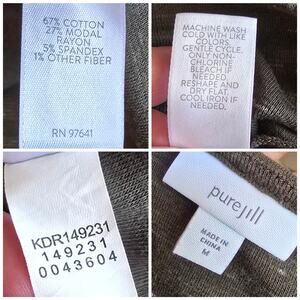 67% COTTON
27% MODAL
RAYON
5% SPANDEX
1% OTHER FIBER
RN 97641
MACHINE WASH
COLD WITH LIKE
COLORS.
GENTLE CYCLE.
ONLY NON-
CHLORINE
BLEACH IF
NEEDED.
RESHAPE AND
DRY FLAT.
COOL IRON IF
NEEDED.
KDR149231
149231
0043604
purejill
MADE IN
CHINA
M